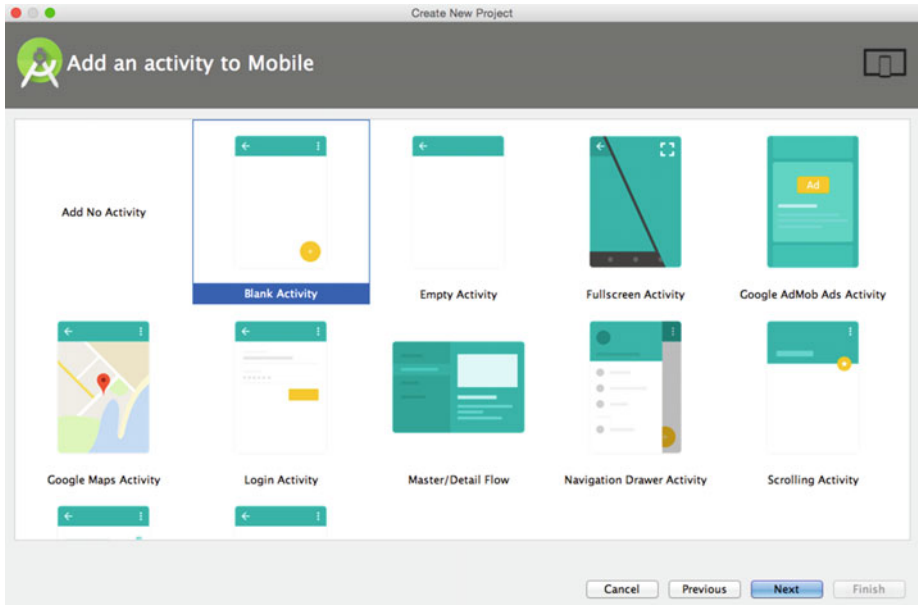 Create New Project
Add an activity to Mobile
Add No Activity
Blank Activity
Empty Activity
Ad
Fullscreen Activity
Google AdMob Ads Activity
Google Maps Activity
Login Activity
Master/Detail Flow
Navigation Drawer Activity
Scrolling Activity
Cancel
Previous
Next
Finish